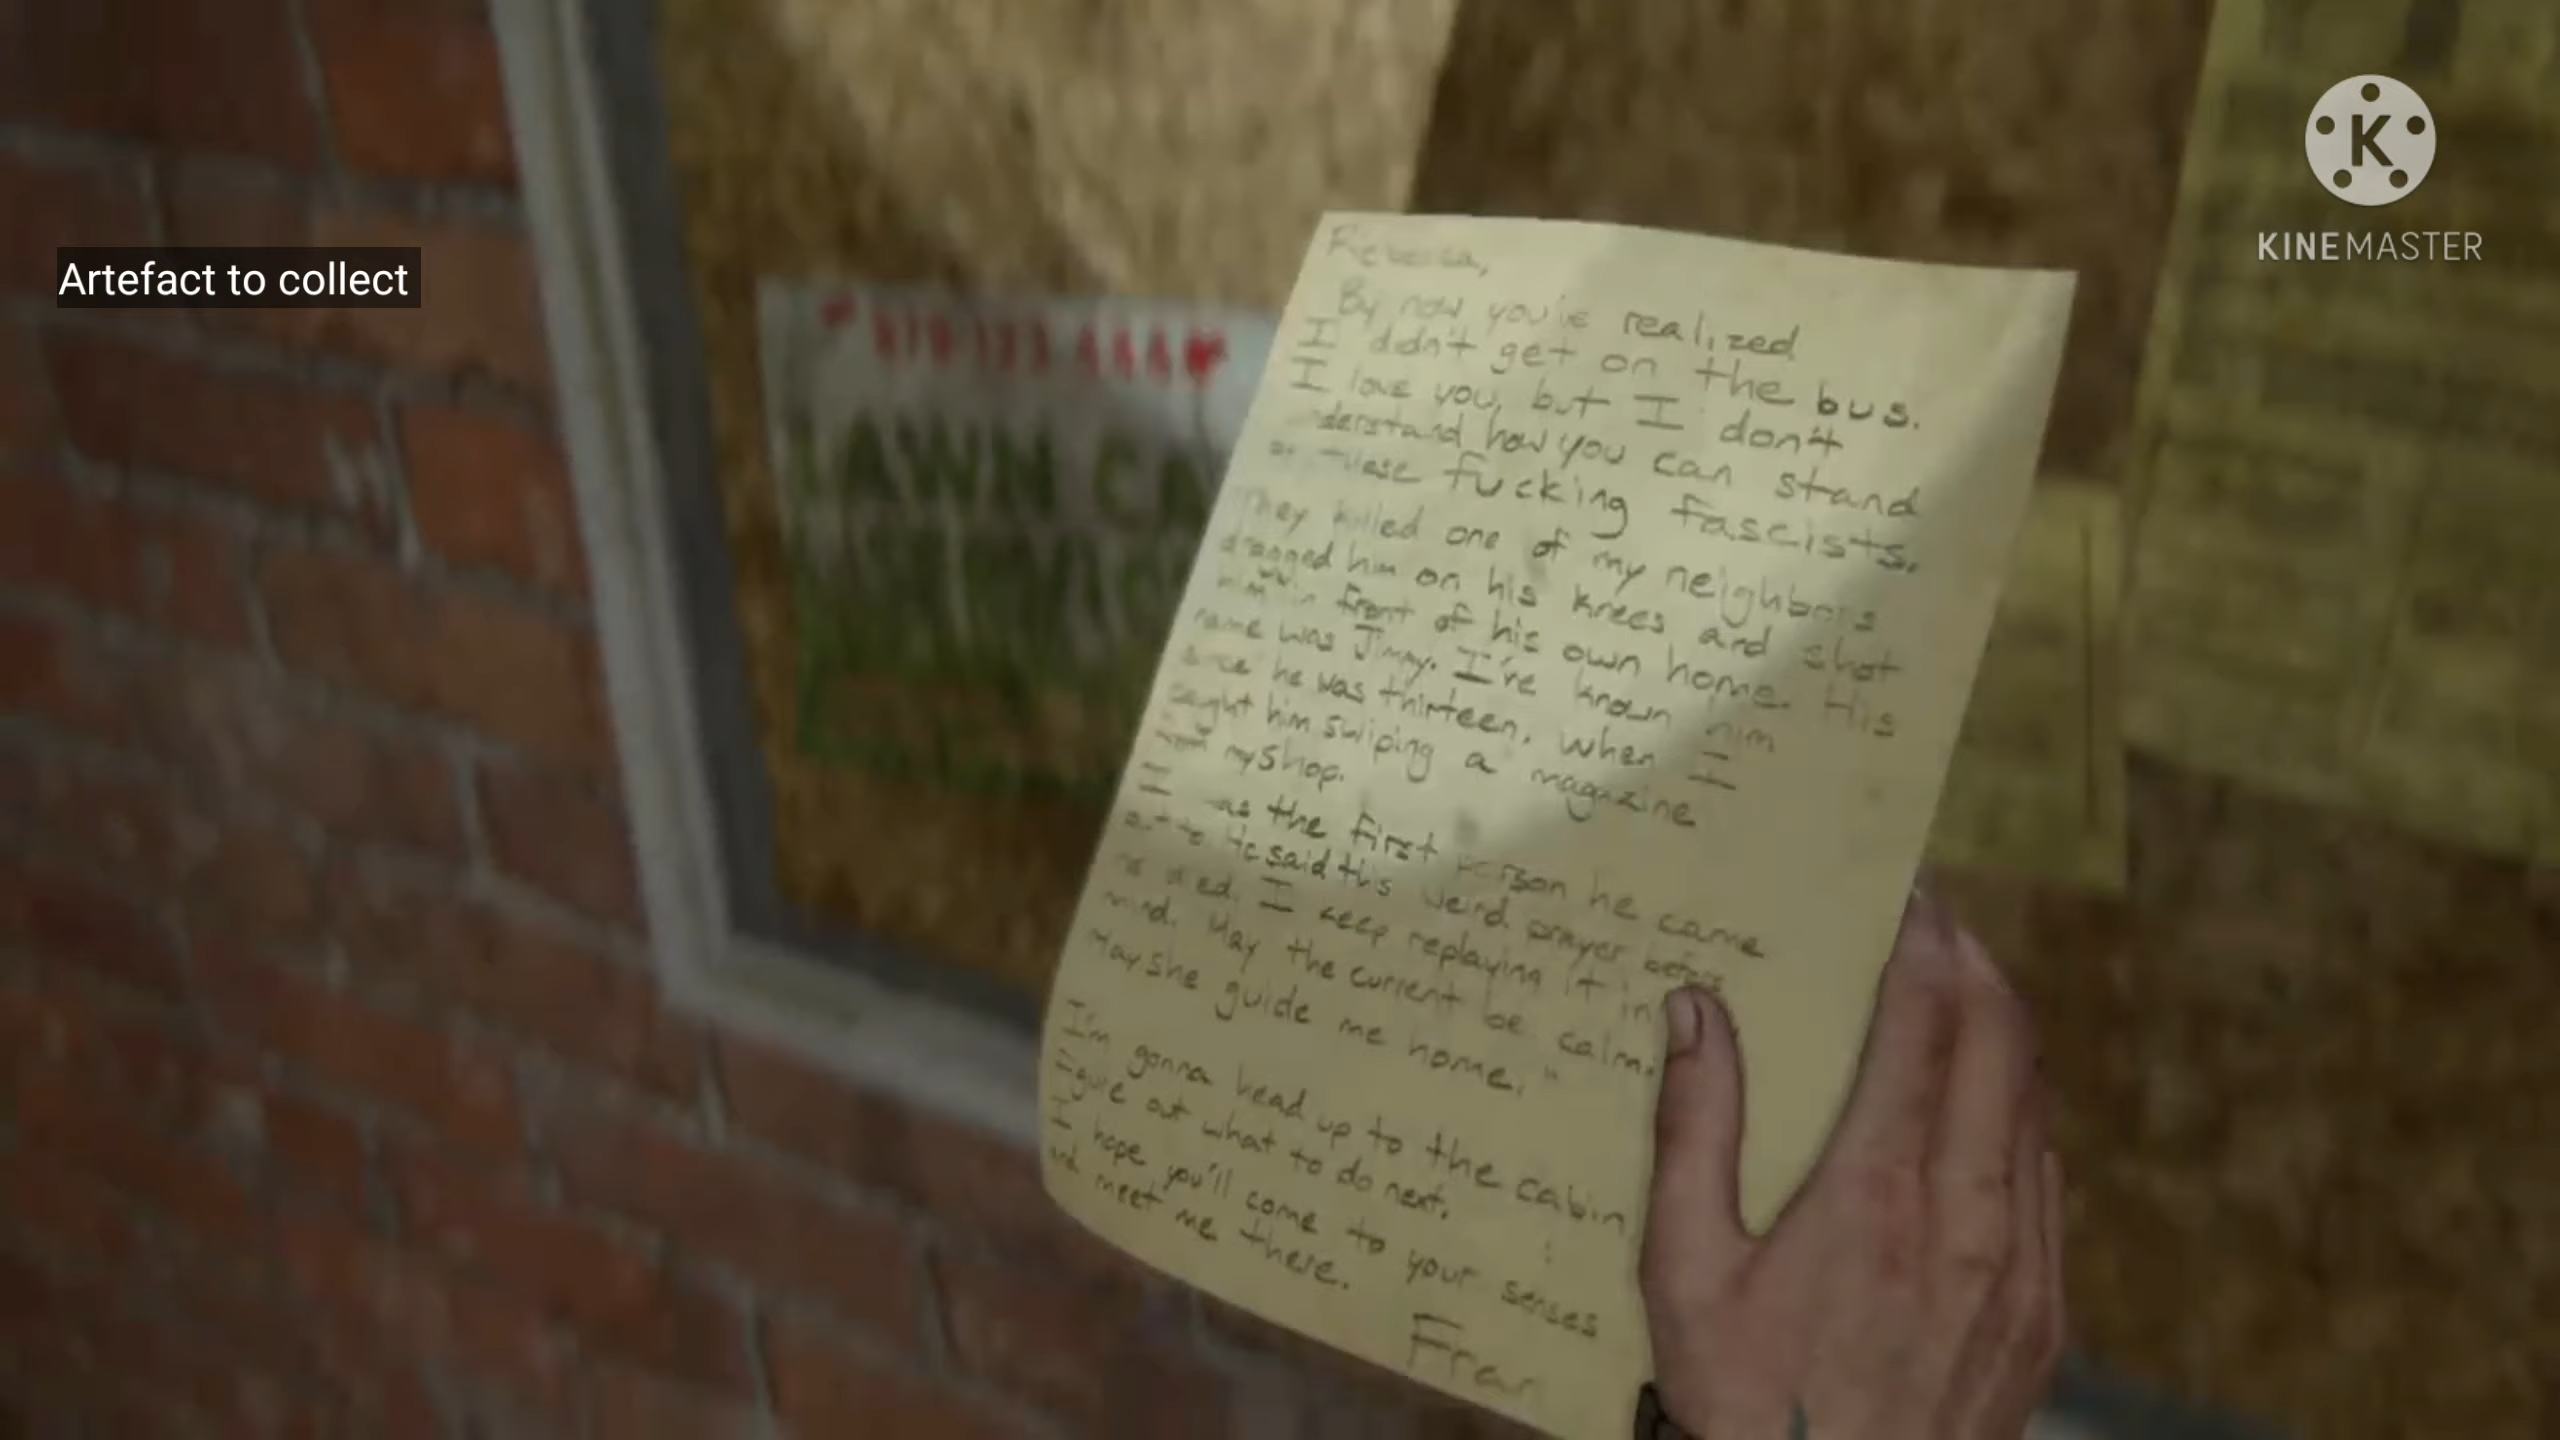 Artefact to collect
KINEMASTER
Rebecca,
By now you've realized
I didn't get on the bus.
I love you, but I don't
understand how you can stand
these fucking fascists.
They killed one of my neighbors
dragged him on his knees and shot
him in front of his own home. His
name was Jimmy. I've known him
since he was thirteen. When I
caught him swiping a magazine
from my shop.
I was the first person he came
out to. He said this weird prayer before
he died. I keep replaying it in
mind. May the current be calm.
May she guide me home."
I'm gonna head up to the cabin
figure out what to do next.
I hope you'll come to your senses
and meet me there.
Fran